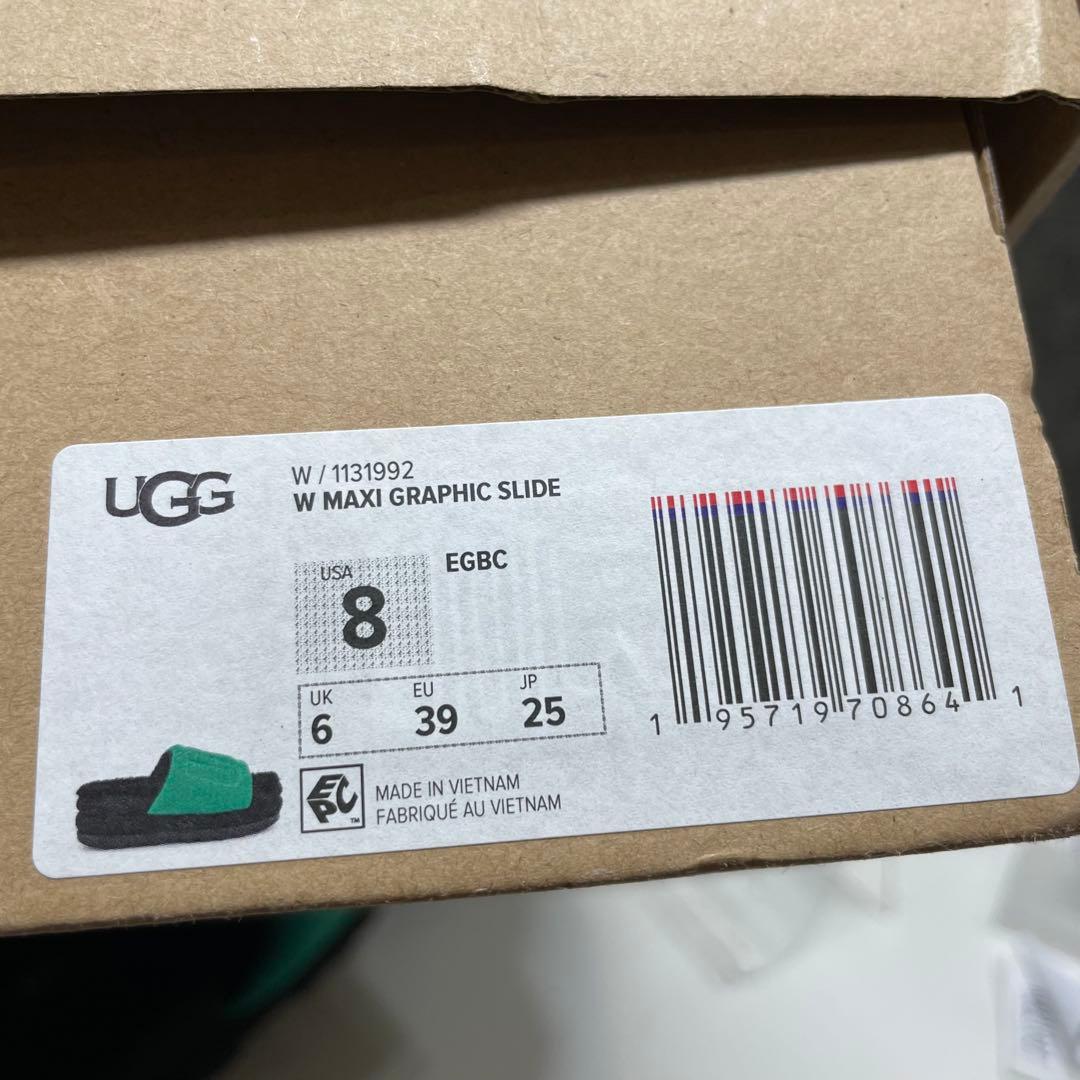 UGG
W / 1131992
W MAXI GRAPHIC SLIDE
USA
8
EGBC
UK
6
EU
39
JP
25
EPC
TM
MADE IN VIETNAM
FABRIQUÉ AU VIETNAM
1 95719 70864 1